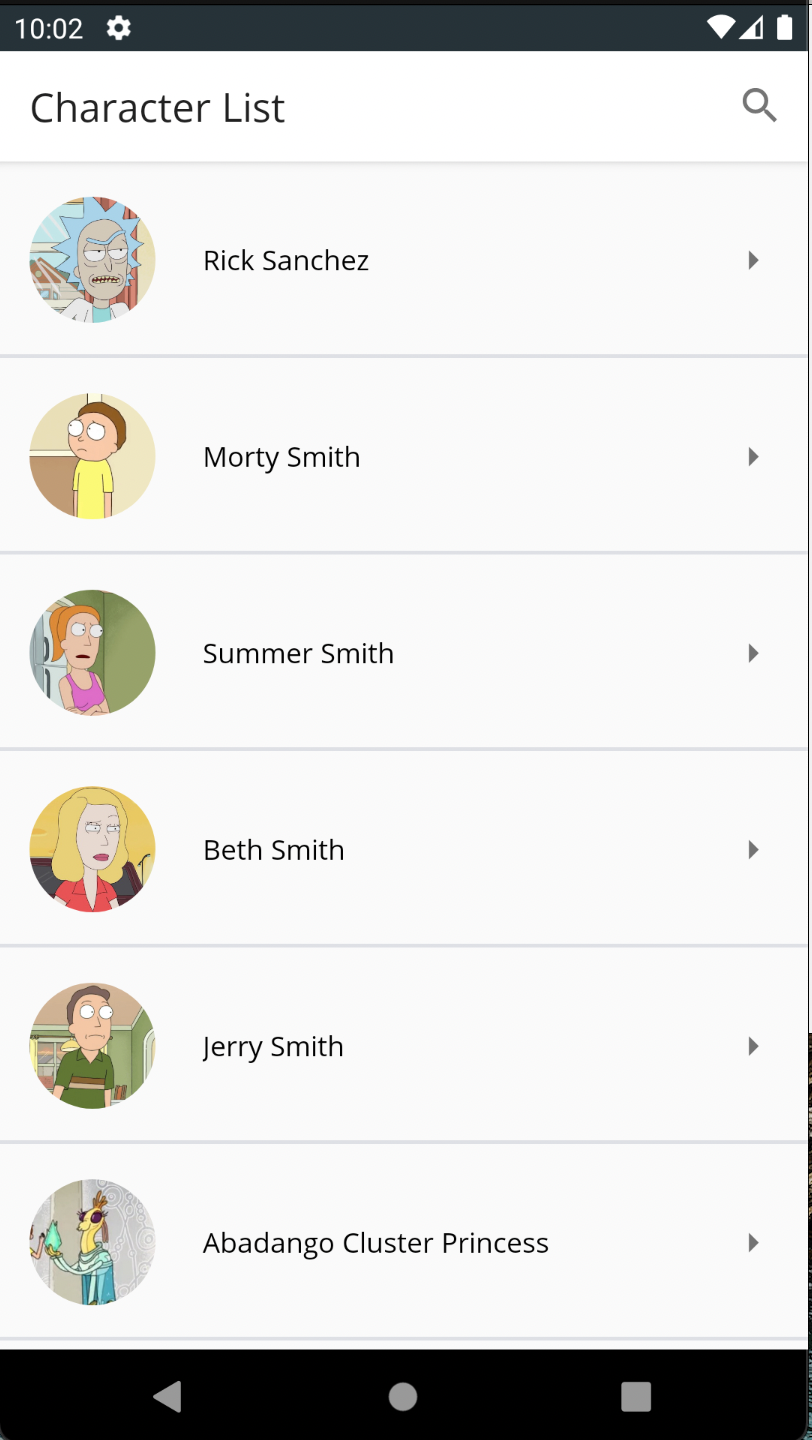 10:02
Character List
Rick Sanchez
Morty Smith
Summer Smith
Beth Smith
Jerry Smith
Abadango Cluster Princess